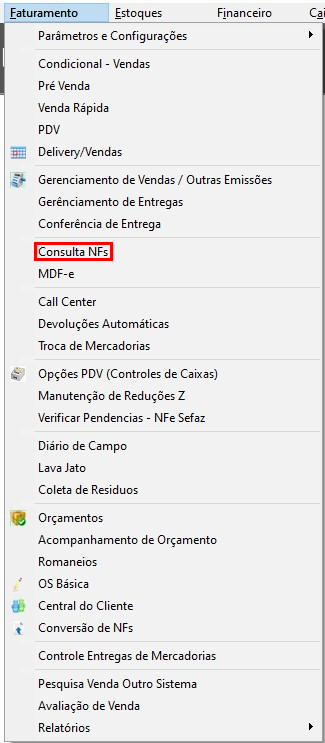 Faturamento Estoques Financeiro Cai
Parâmetros e Configurações
Condicional - Vendas
Pré Venda
Venda Rápida
PDV
Delivery/Vendas
Gerenciamento de Vendas / Outras Emissões
Gerênciamento de Entregas
Conferência de Entrega
Consulta NFs
MDF-e
Call Center
Devoluções Automáticas
Troca de Mercadorias
Opções PDV (Controles de Caixas)
Manutenção de Reduções Z
Verificar Pendencias - NFe Sefaz
Diário de Campo
Lava Jato
Coleta de Residuos
Orçamentos
Acompanhamento de Orçamento
Romaneios
OS Básica
Central do Cliente
Conversão de NFs
Controle Entregas de Mercadorias
Pesquisa Venda Outro Sistema
Avaliação de Venda
Relatórios